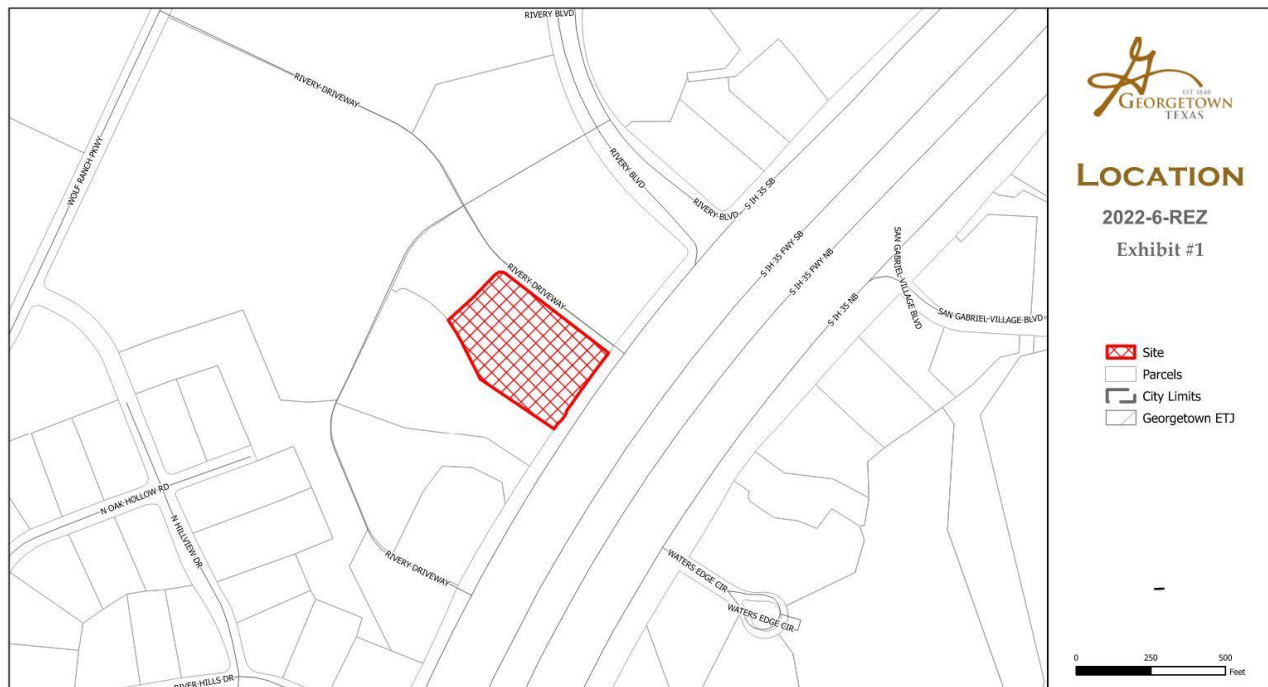 RIVERY BLVD
RIVERY DRIVEWAY
WOLF RANCH PKWY
RIVERY BLVD
RIVERY BLVD
S IH 35 SB
S IH 35 FWY SB
S IH 35 FWY NB
S IH 35 NB
SAN GABRIEL VILLAGE BLVD
SAN GABRIEL VILLAGE BLVD
RIVERY DRIVEWAY
N OAK HOLLOW RD
N HILLVIEW DR
RIVERY DRIVEWAY
WATERS EDGE CIR
WATERS EDGE CIR
RIVER HILLS DR
G
EST. 1848
GEORGETOWN
TEXAS
LOCATION
2022-6-REZ
Exhibit #1
Site
Parcels
City Limits
Georgetown ETJ
0 250 500
Feet